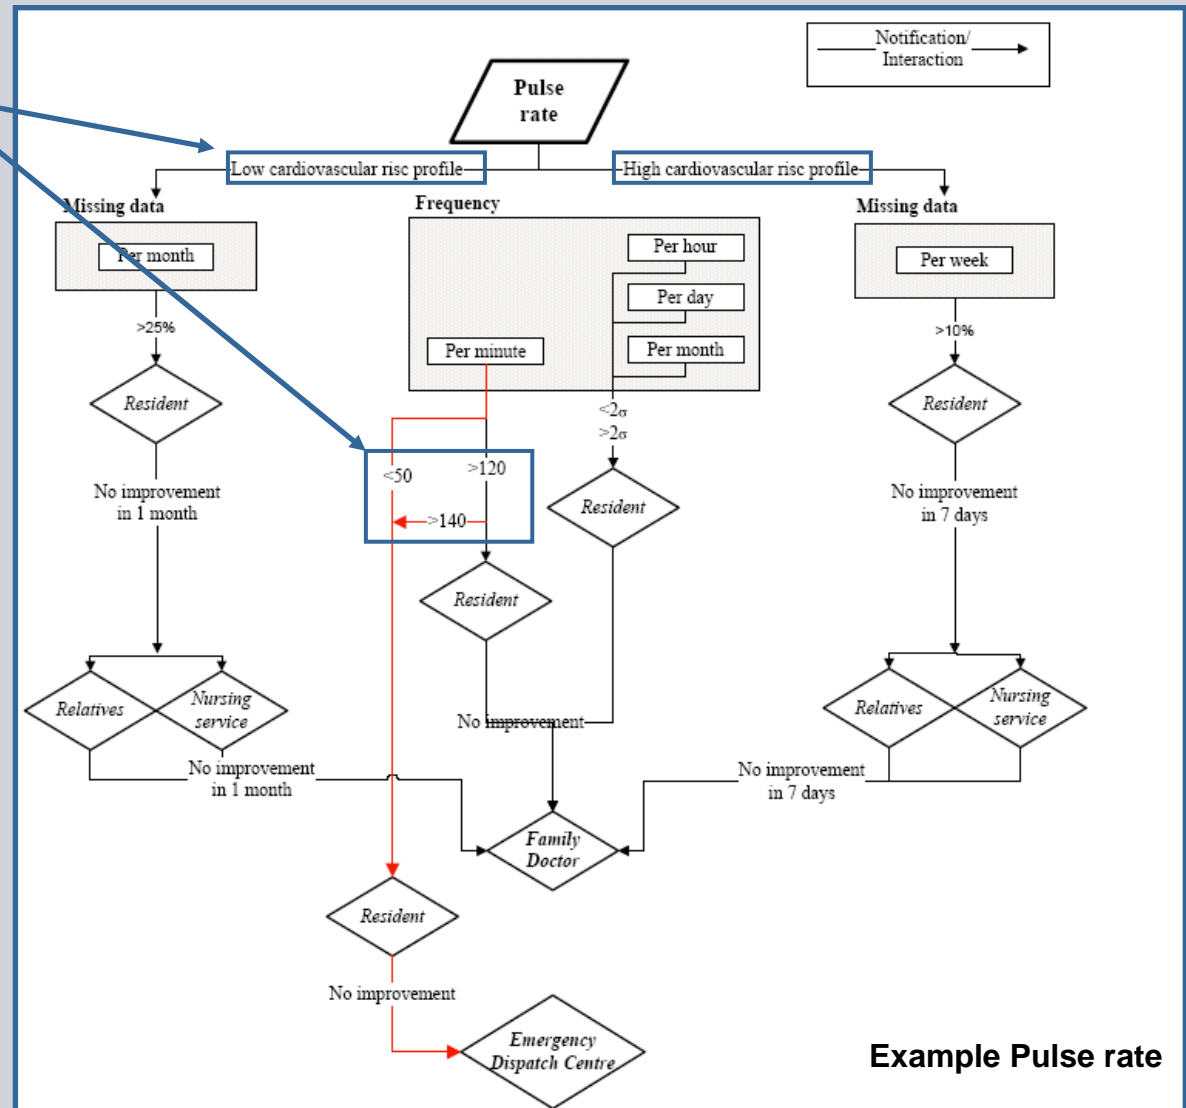 Notification/
Interaction
Pulse
rate
Low cardiovascular risc profile
High cardiovascular risc profile
Missing data
Per month
>25%
Resident
No improvement
in 1 month
Relatives
Nursing
service
No improvement
in 1 month
Frequency
Per hour
Per day
Per month
Per minute
<50
>120
>140
<2σ
>2σ
Resident
Resident
No improvement
Missing data
Per week
>10%
Resident
No improvement
in 7 days
Relatives
Nursing
service
No improvement
in 7 days
Family
Doctor
Resident
No improvement
Emergency
Dispatch Centre
Example Pulse rate